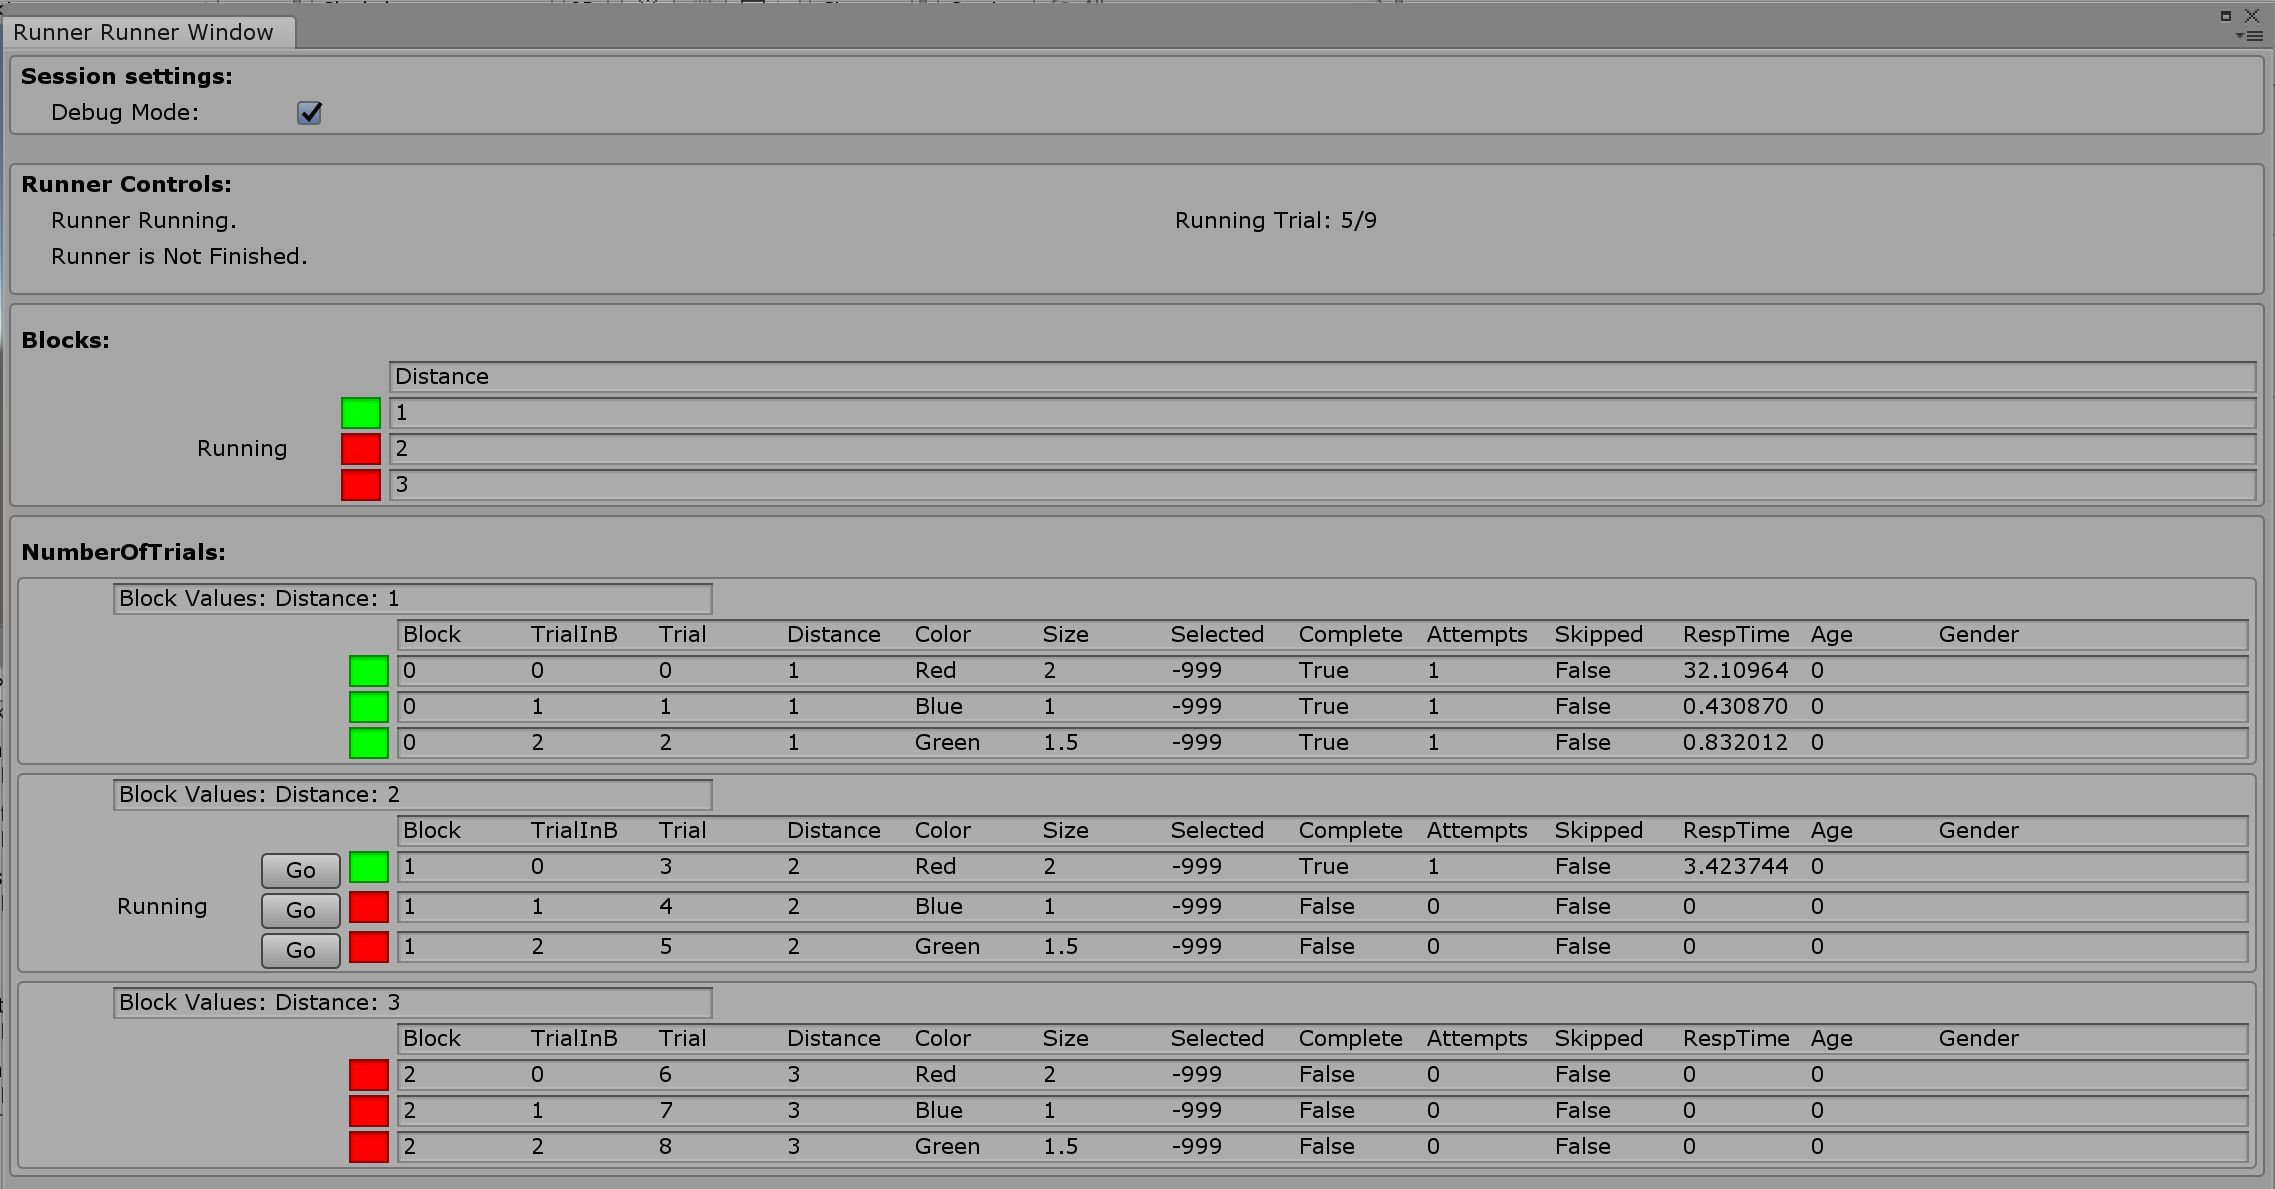 Runner Runner Window
Session settings:
Debug Mode:
Runner Controls:
Runner Running. Running Trial: 5/9
Runner is Not Finished.
Blocks:
Distance
1
Running 2
3
NumberOfTrials:
Block Values: Distance: 1
Block TrialInB Trial Distance Color Size Selected Complete Attempts Skipped RespTime Age Gender
0 0 0 1 Red 2 -999 True 1 False 32.10964 0
0 1 1 1 Blue 1 -999 True 1 False 0.430870 0
0 2 2 1 Green 1.5 -999 True 1 False 0.832012 0
Block Values: Distance: 2
Block TrialInB Trial Distance Color Size Selected Complete Attempts Skipped RespTime Age Gender
Go 1 0 3 2 Red 2 -999 True 1 False 3.423744 0
Running Go 1 1 4 2 Blue 1 -999 False 0 False 0 0
Go 1 2 5 2 Green 1.5 -999 False 0 False 0 0
Block Values: Distance: 3
Block TrialInB Trial Distance Color Size Selected Complete Attempts Skipped RespTime Age Gender
2 0 6 3 Red 2 -999 False 0 False 0 0
2 1 7 3 Blue 1 -999 False 0 False 0 0
2 2 8 3 Green 1.5 -999 False 0 False 0 0